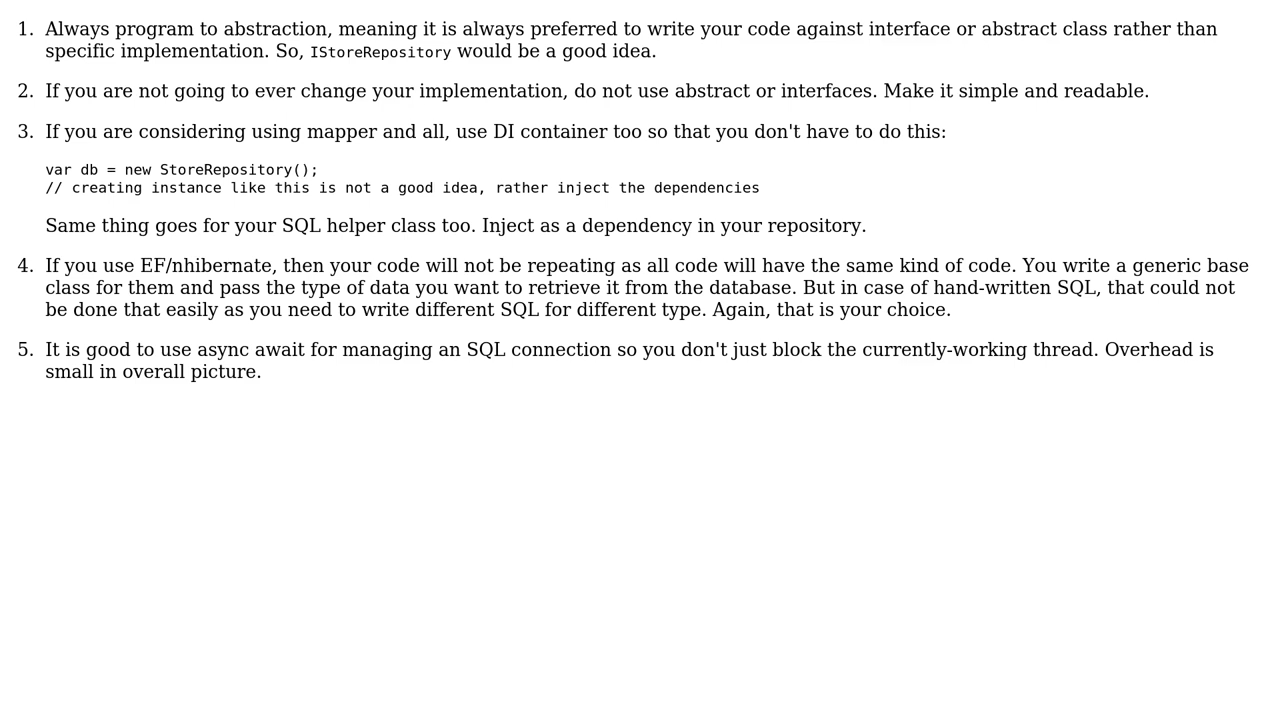 1. Always program to abstraction, meaning it is always preferred to write your code against interface or abstract class rather than
specific implementation. So, IStoreRepository would be a good idea.
2. If you are not going to ever change your implementation, do not use abstract or interfaces. Make it simple and readable.
3. If you are considering using mapper and all, use DI container too so that you don't have to do this:
var db = new StoreRepository();
// creating instance like this is not a good idea, rather inject the dependencies
Same thing goes for your SQL helper class too. Inject as a dependency in your repository.
4. If you use EF/nhibernate, then your code will not be repeating as all code will have the same kind of code. You write a generic base
class for them and pass the type of data you want to retrieve it from the database. But in case of hand-written SQL, that could not
be done that easily as you need to write different SQL for different type. Again, that is your choice.
5. It is good to use async await for managing an SQL connection so you don't just block the currently-working thread. Overhead is
small in overall picture.